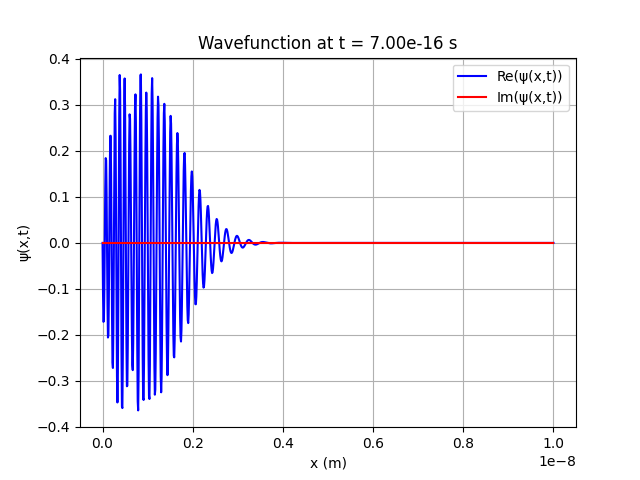 Wavefunction at t = 7.00e-16 s
Re(ψ(x,t))
Im(ψ(x,t))
ψ(x,t)
0.4
0.3
0.2
0.1
0.0
−0.1
−0.2
−0.3
−0.4
0.0 0.2 0.4 0.6 0.8 1.0
1e−8
x (m)